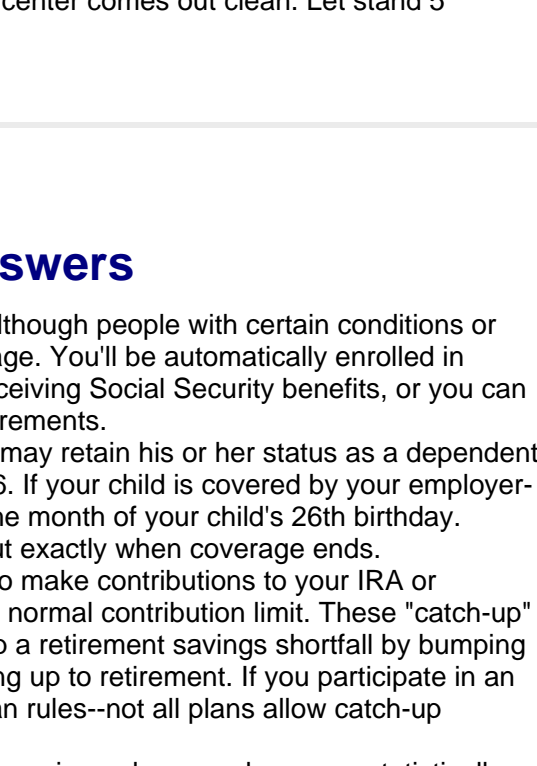 center comes out clean. Let stand 5
swers
lthough people with certain conditions or
age. You'll be automatically enrolled in
ceiving Social Security benefits, or you can
irements.
may retain his or her status as a dependent
6. If your child is covered by your employer-
ne month of your child's 26th birthday.
ut exactly when coverage ends.
o make contributions to your IRA or
normal contribution limit. These "catch-up"
o a retirement savings shortfall by bumping
ng up to retirement. If you participate in an
an rules--not all plans allow catch-up